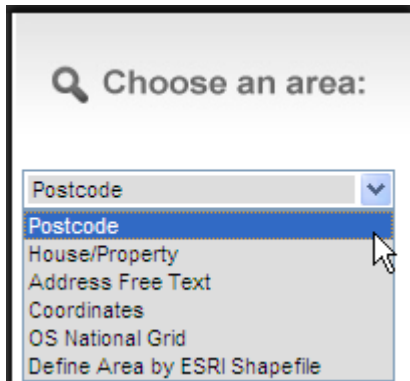 Choose an area:
Postcode
Postcode
House/Property
Address Free Text
Coordinates
OS National Grid
Define Area by ESRI Shapefile